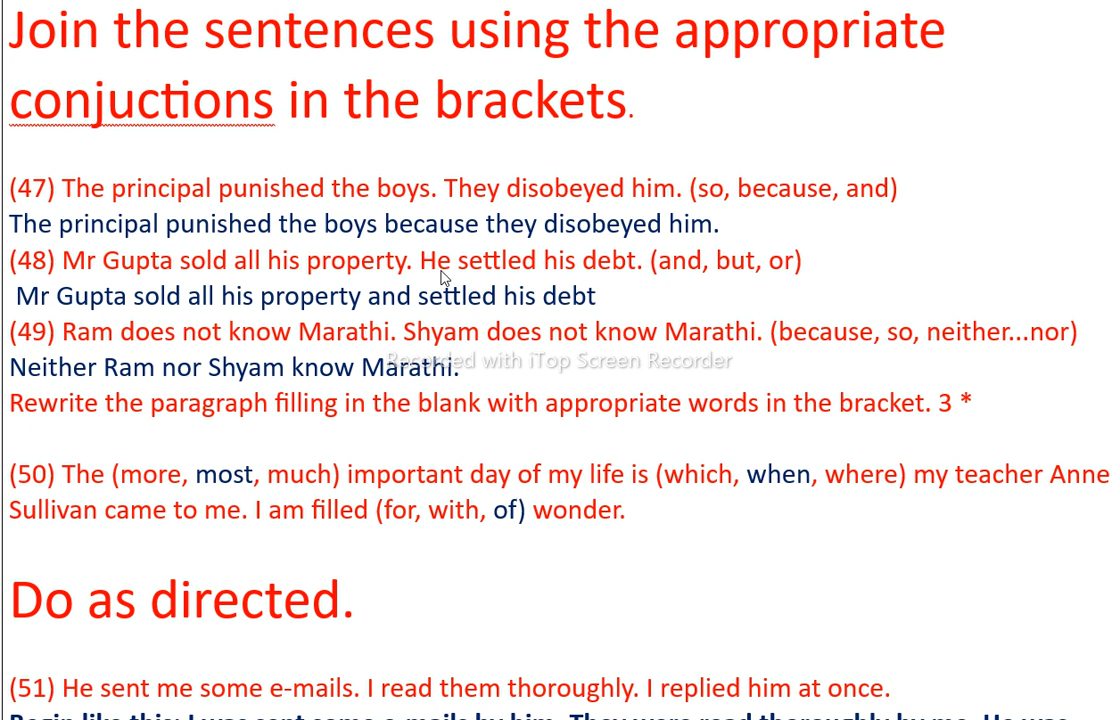 Join the sentences using the appropriate
conjuctions in the brackets.
(47) The principal punished the boys. They disobeyed him. (so, because, and)
The principal punished the boys because they disobeyed him.
(48) Mr Gupta sold all his property. He settled his debt. (and, but, or)
Mr Gupta sold all his property and settled his debt
(49) Ram does not know Marathi. Shyam does not know Marathi. (because, so, neither...nor)
Recorded with iTop Screen Recorder
Neither Ram nor Shyam know Marathi.
Rewrite the paragraph filling in the blank with appropriate words in the bracket. 3 *
(50) The (more, most, much) important day of my life is (which, when, where) my teacher Anne
Sullivan came to me. I am filled (for, with, of) wonder.
Do as directed.
(51) He sent me some e-mails. I read them thoroughly. I replied him at once.
Begin like this: I was sent some e-mails by him. They were read thoroughly by me. He was